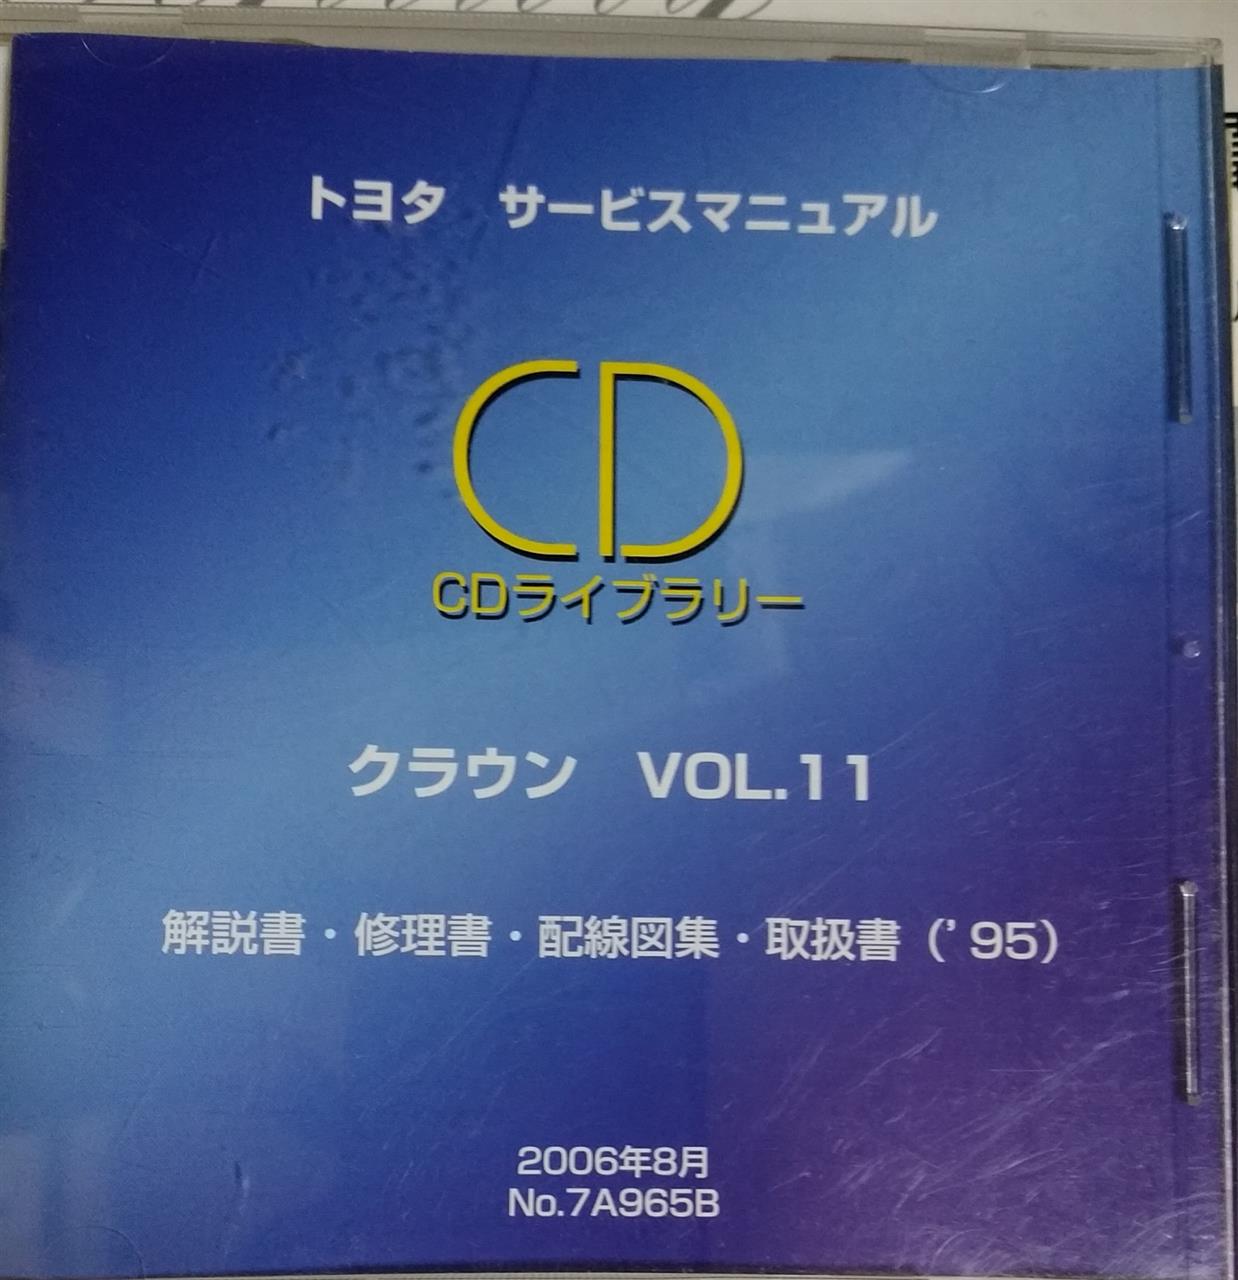 トヨタ　サービスマニュアル
CD
CDライブラリー
クラウン　VOL.11
解説書・修理書・配線図集・取扱書（’95）
2006年8月
No.7A965B